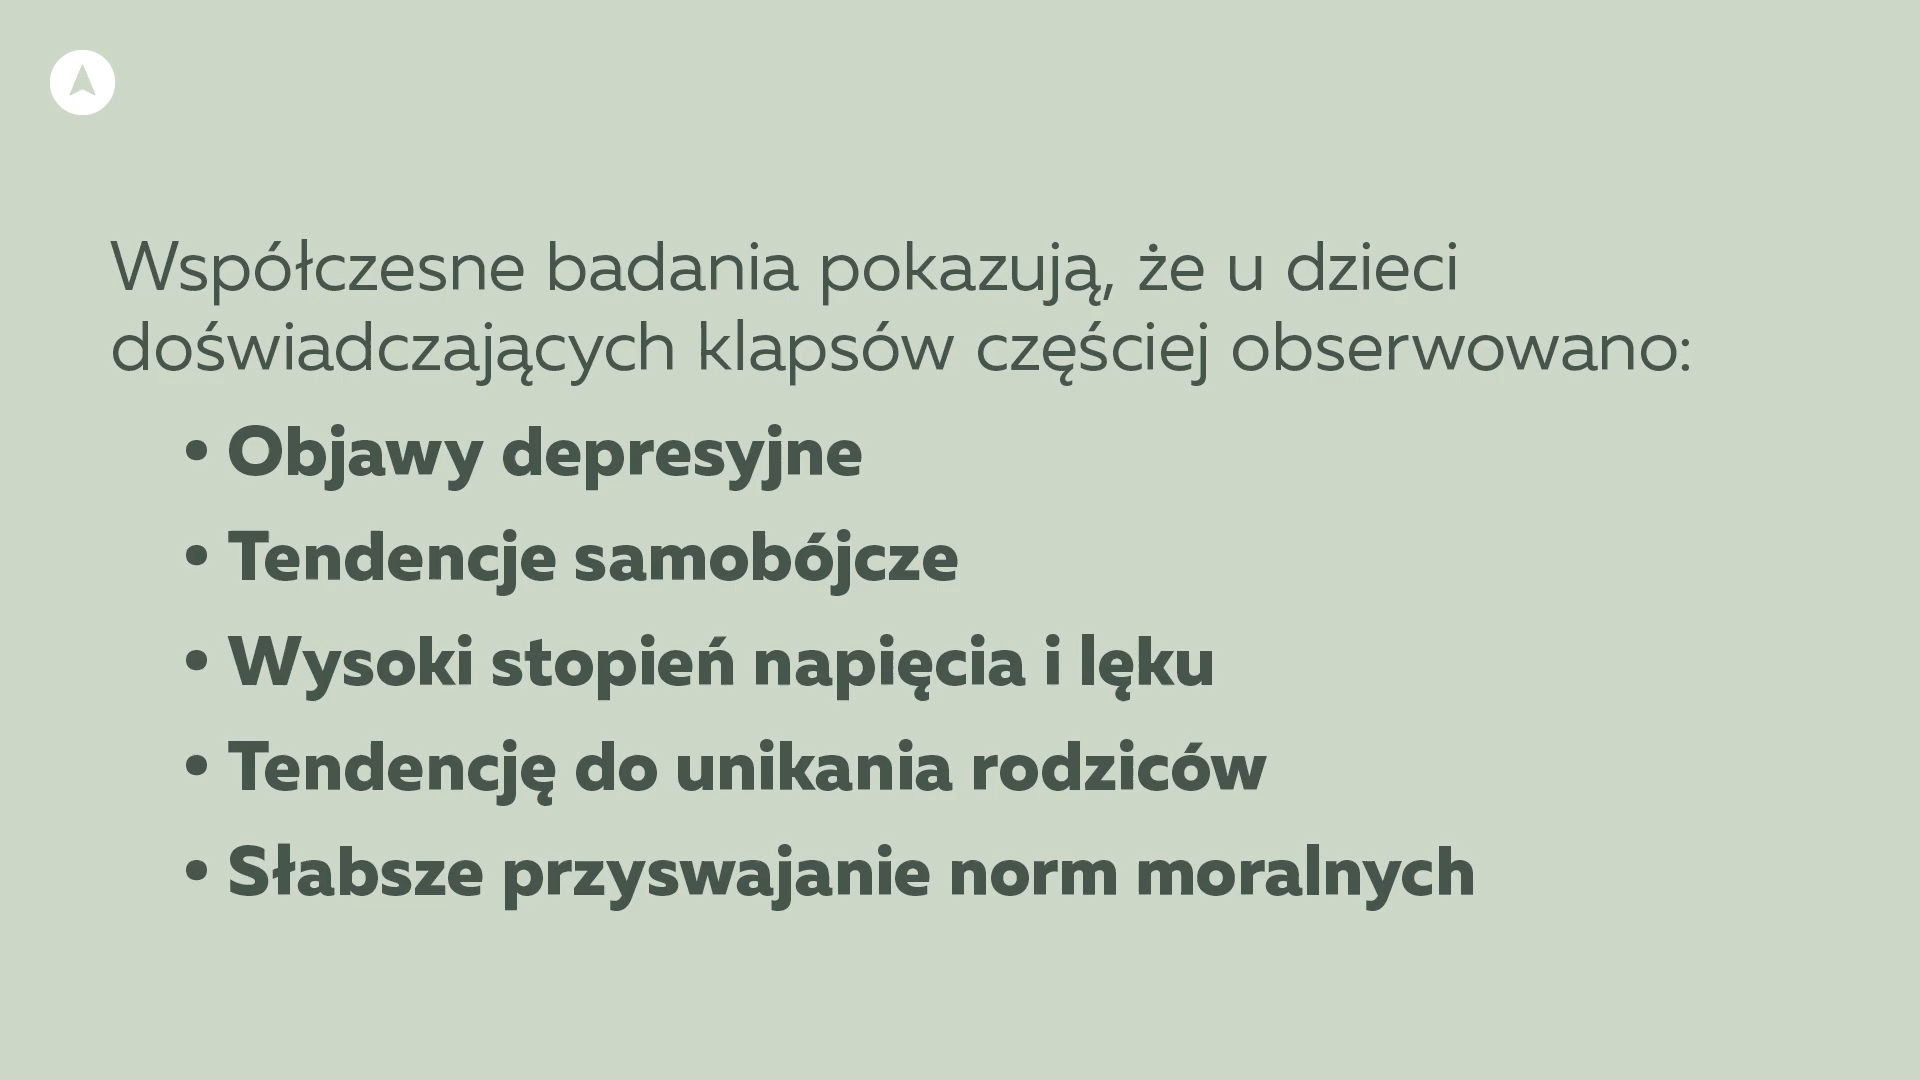 Współczesne badania pokazują, że u dzieci
doświadczających klapsów częściej obserwowano:
• Objawy depresyjne
• Tendencje samobójcze
• Wysoki stopień napięcia i lęku
• Tendencję do unikania rodziców
• Słabsze przyswajanie norm moralnych